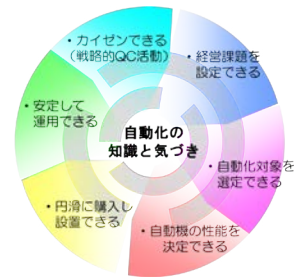 自動化の
知識と気づき
・経営課題を
設定できる
・自動化対象を
選定できる
・自動機の性能を
決定できる
・円滑に購入し
設置できる
・安定して
運用できる
・カイゼンできる
（戦略的QC活動）